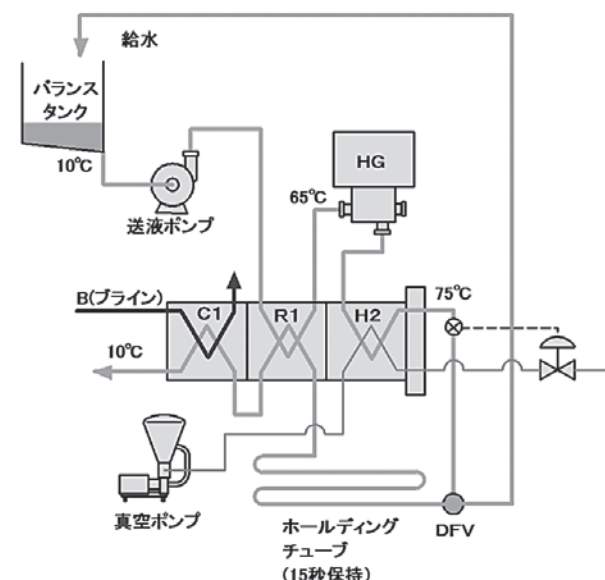 給水
バランス
タンク
10℃
送液ポンプ
HG
65℃
75℃
B(ブライン)
C1
R1
H2
10℃
真空ポンプ
ホールディング
チューブ
(15秒保持)
DFV